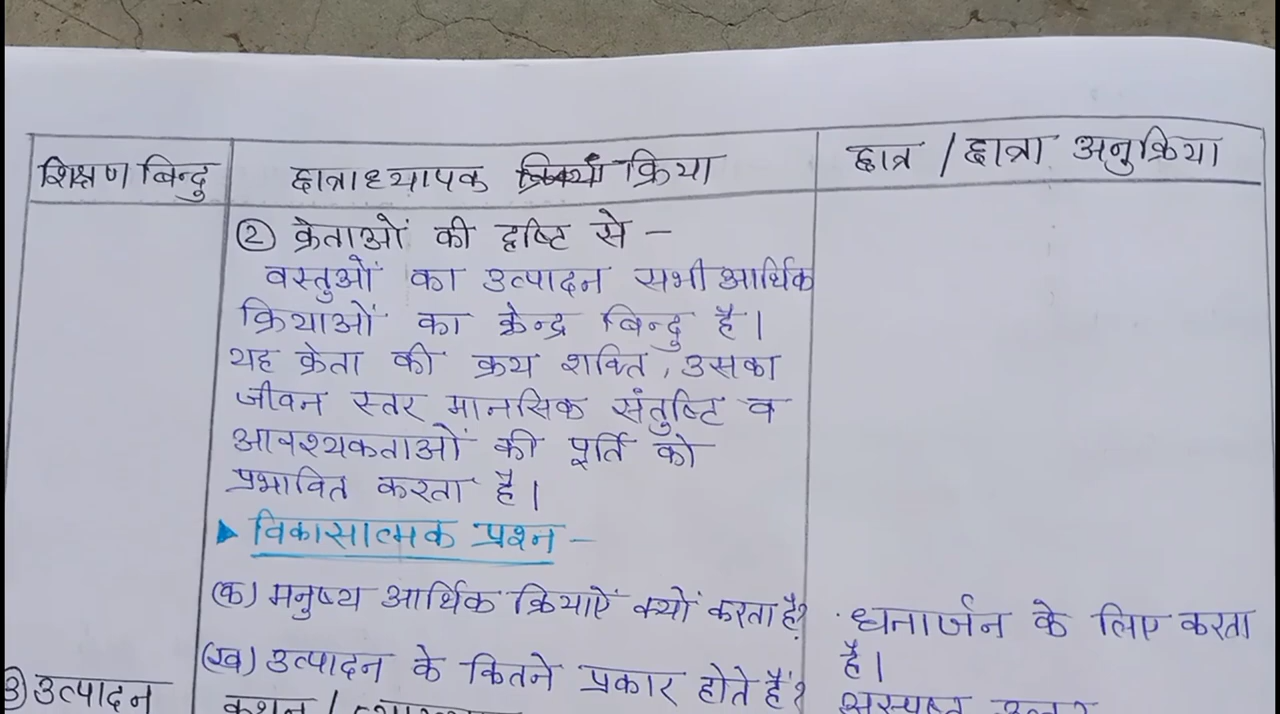 शिक्षण बिन्दु
छात्राध्यापक क्रिया
छात्र / छात्रा अनुक्रिया
② क्रेताओं की दृष्टि से –
वस्तुओं का उत्पादन सभी आर्थिक
क्रियाओं का केन्द्र बिन्दु है।
यह क्रेता की क्रय शक्ति, उसका
जीवन स्तर मानसिक संतुष्टि व
आवश्यकताओं की पूर्ति को
प्रभावित करता है।
▶ विकासात्मक प्रश्न –
(क) मनुष्य आर्थिक क्रियाऐं क्यों करता है?
· धनार्जन के लिए करता
है।
(ख) उत्पादन के कितने प्रकार होते हैं?
③ उत्पादन
कथन /